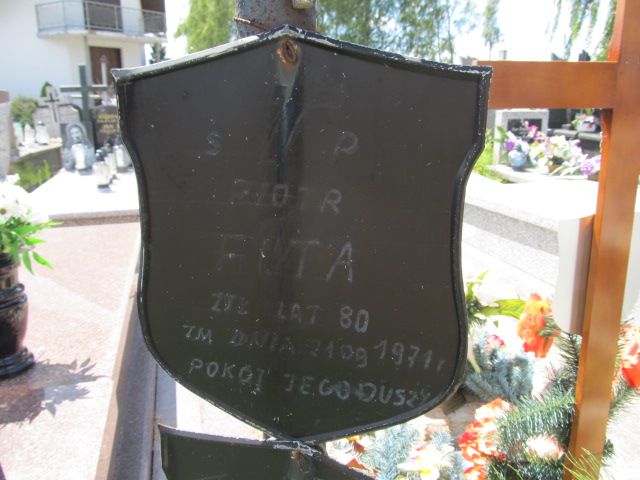 Ś P
PIOTR
ŻYŁ LAT 80
ZM DNIA 21 09 1971 r
POKÓJ JEGO DUSZY